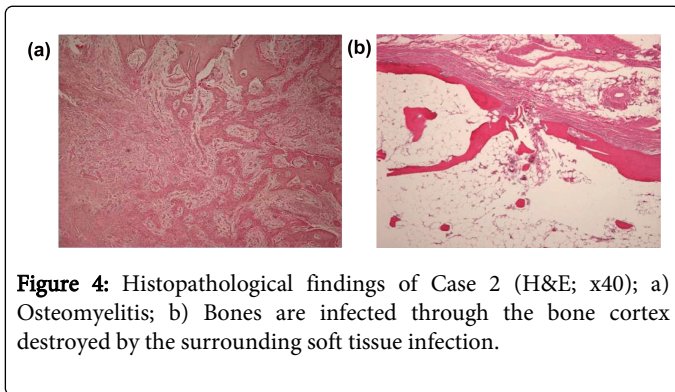 (a) (b)
Figure 4: Histopathological findings of Case 2 (H&E; x40); a)
Osteomyelitis; b) Bones are infected through the bone cortex
destroyed by the surrounding soft tissue infection.